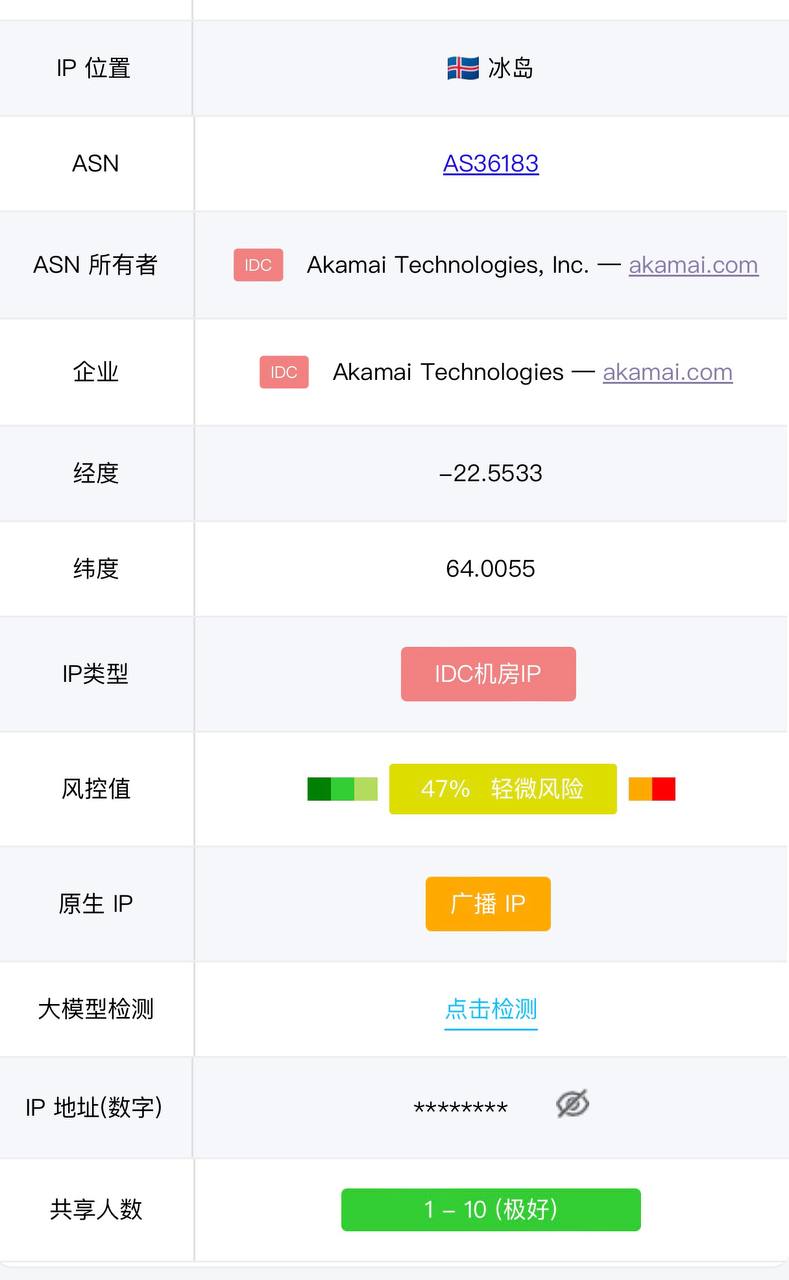 IP 位置 🇮🇸 冰岛
ASN AS36183
ASN 所有者 IDC Akamai Technologies, Inc. — akamai.com
企业 IDC Akamai Technologies — akamai.com
经度 -22.5533
纬度 64.0055
IP类型 IDC机房IP
风控值 47% 轻微风险
原生 IP 广播 IP
大模型检测 点击检测
IP 地址(数字) ********
共享人数 1 - 10 (极好)